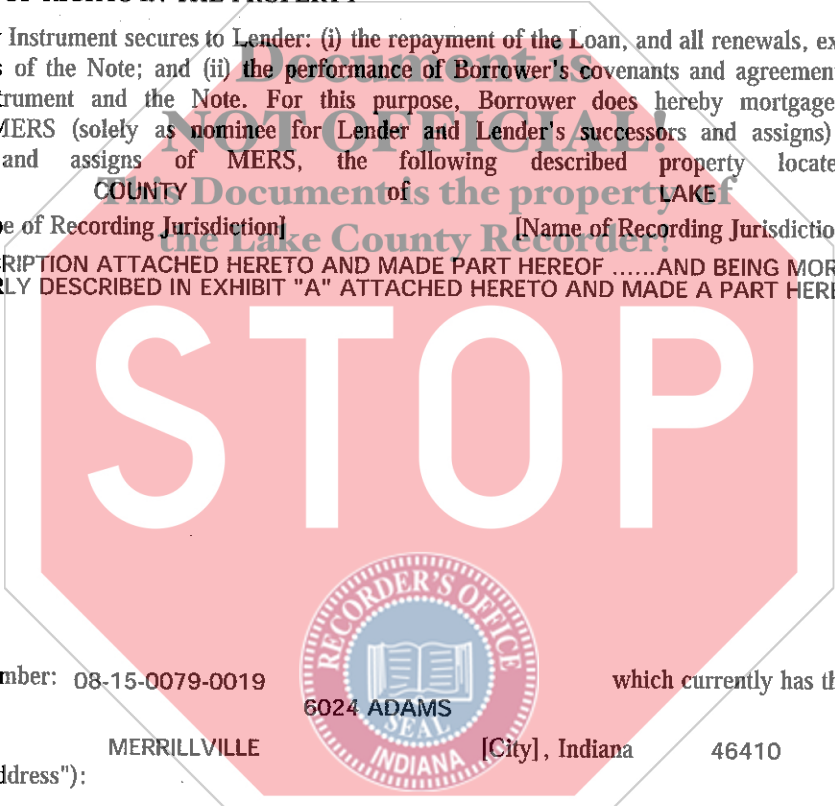 Instrument secures to Lender: (i) the repayment of the Loan, and all renewals, ex
of the Note; and (ii) the performance of Borrower's covenants and agreement
trument and the Note. For this purpose, Borrower does hereby mortgage
MERS (solely as nominee for Lender and Lender's successors and assigns)
and assigns of MERS, the following described property locate
COUNTY of LAKE
e of Recording Jurisdiction] [Name of Recording Jurisdictio
RIPTION ATTACHED HERETO AND MADE PART HEREOF ......AND BEING MOR
RLY DESCRIBED IN EXHIBIT "A" ATTACHED HERETO AND MADE A PART HERE
Document is
NOT OFFICIAL!
This Document is the property of
the Lake County Recorder!
STOP
RECORDER'S OFFICE
SEAL
INDIANA
mber: 08-15-0079-0019 which currently has th
6024 ADAMS
MERRILLVILLE [City], Indiana 46410
ddress"):